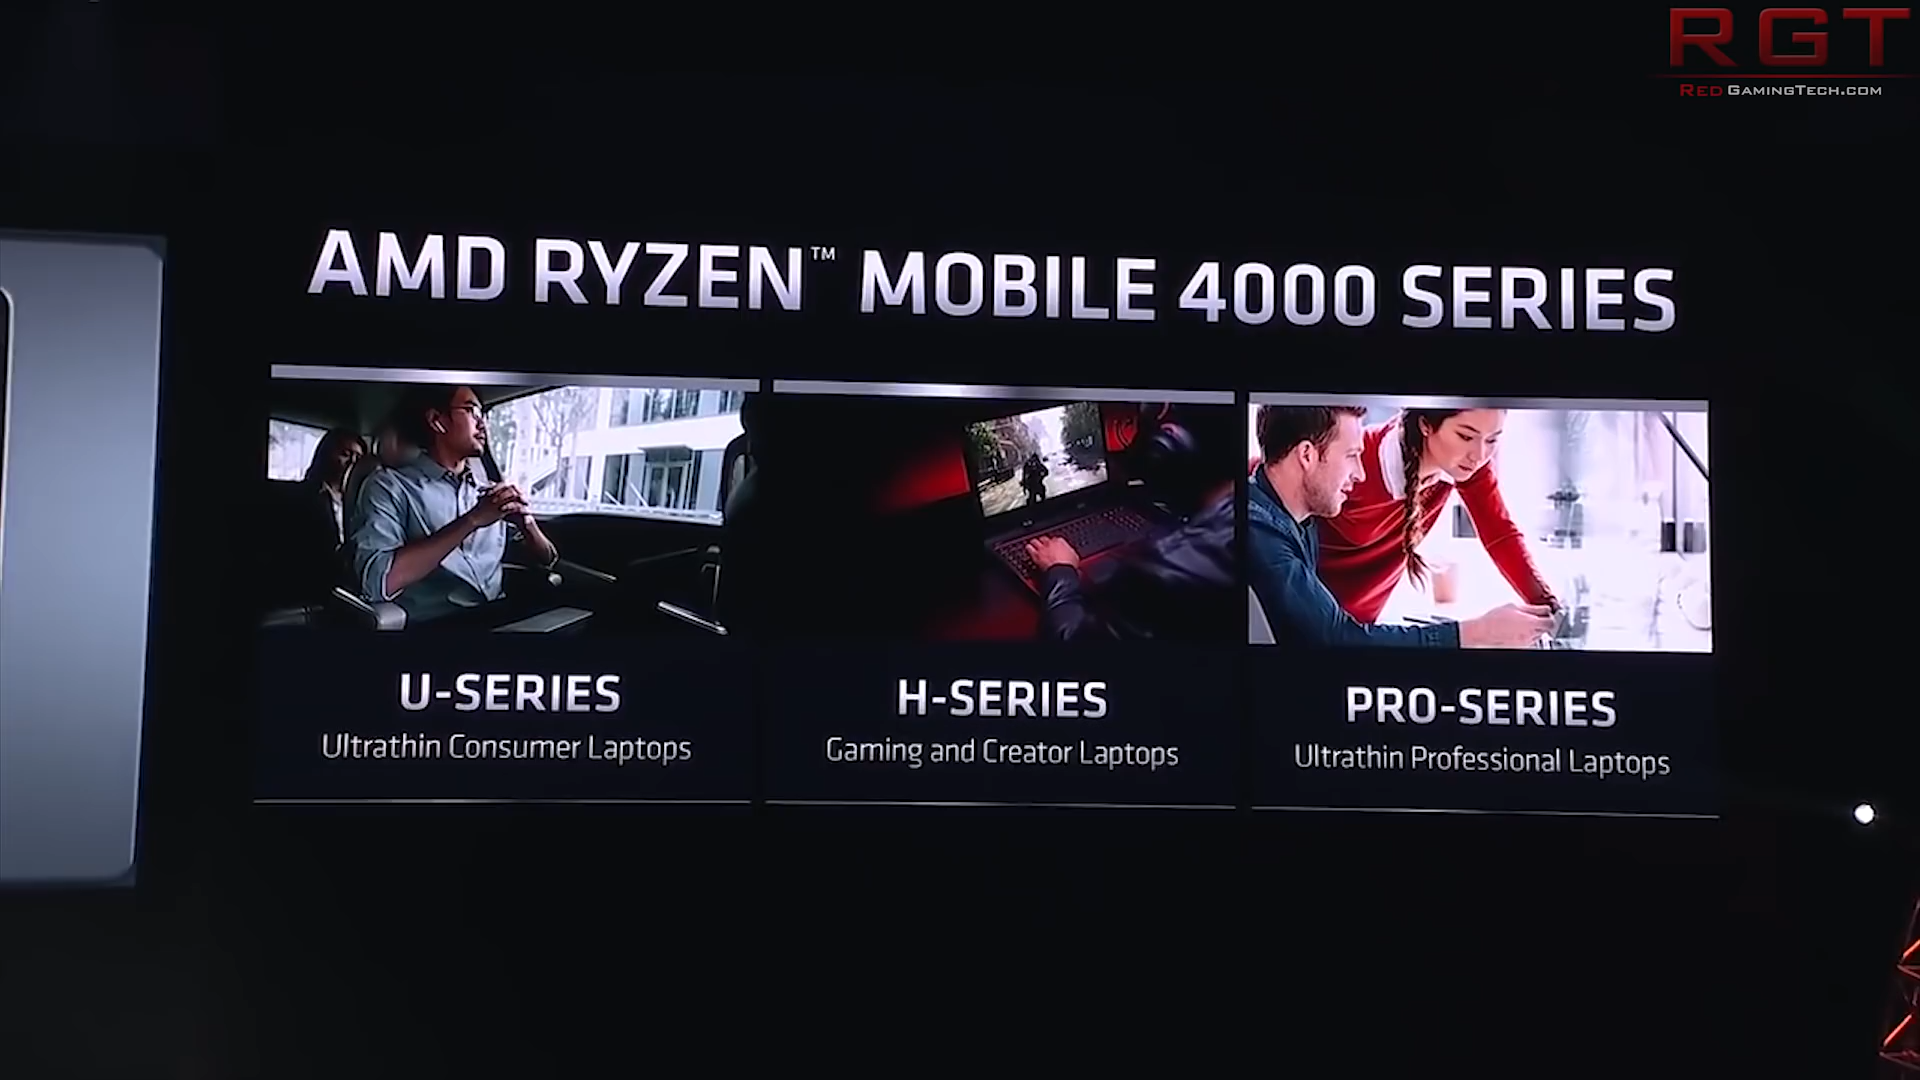 RGT
RedGamingTech.com
AMD RYZEN™ MOBILE 4000 SERIES
U-SERIES
Ultrathin Consumer Laptops
H-SERIES
Gaming and Creator Laptops
PRO-SERIES
Ultrathin Professional Laptops